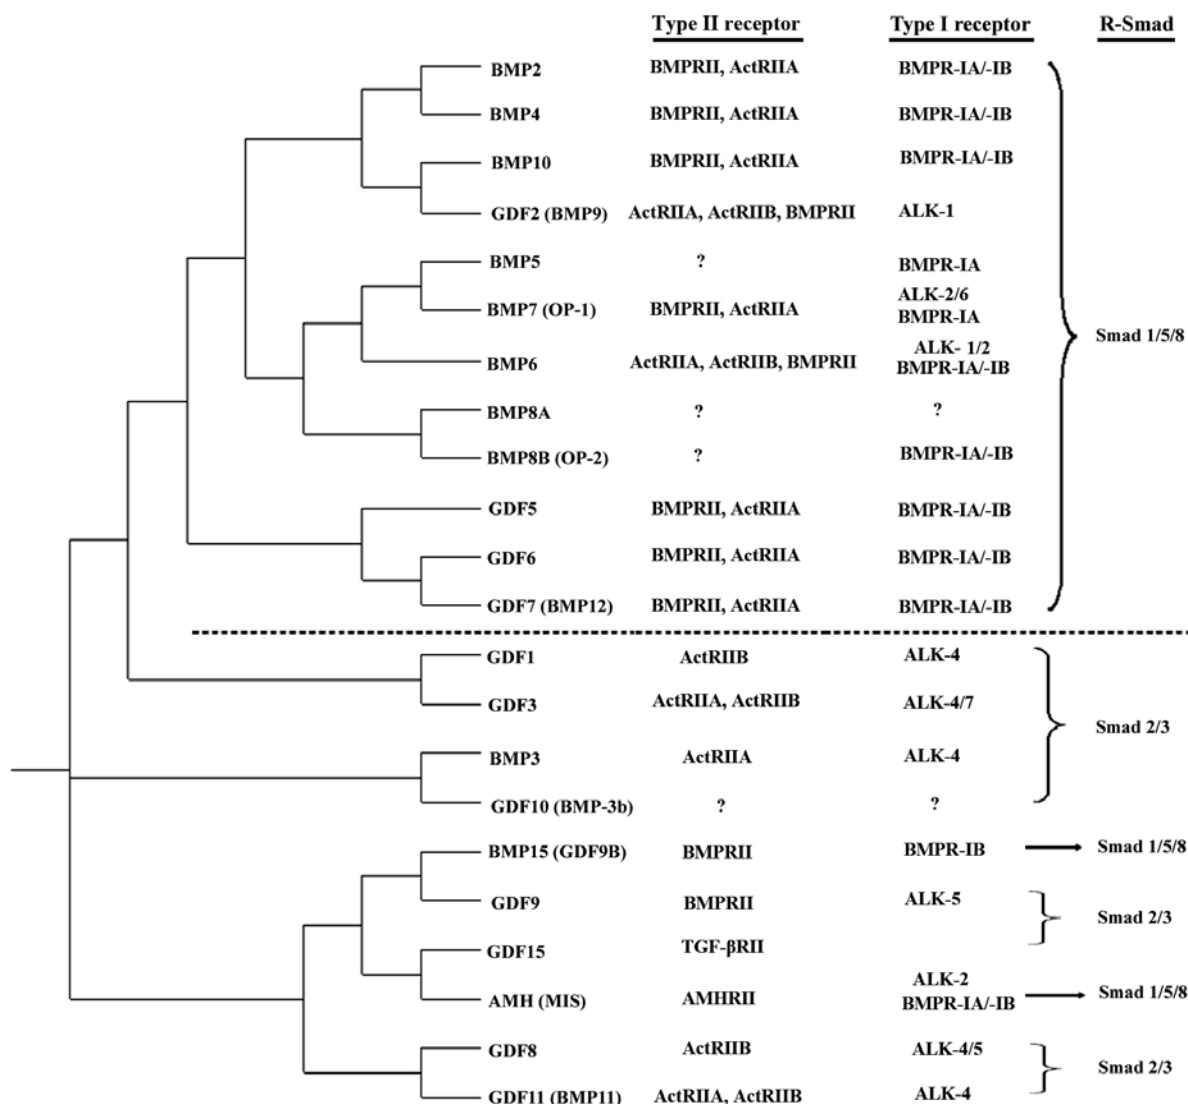 Type II receptor Type I receptor R-Smad
BMP2 BMPRII, ActRIIA BMPR-IA/-IB
BMP4 BMPRII, ActRIIA BMPR-IA/-IB
BMP10 BMPRII, ActRIIA BMPR-IA/-IB
GDF2 (BMP9) ActRIIA, ActRIIB, BMPRII ALK-1
BMP5 ? BMPR-IA
ALK-2/6
BMP7 (OP-1) BMPRII, ActRIIA BMPR-IA
Smad 1/5/8
ALK- 1/2
BMP6 ActRIIA, ActRIIB, BMPRII BMPR-IA/-IB
BMP8A ? ?
BMP8B (OP-2) ? BMPR-IA/-IB
GDF5 BMPRII, ActRIIA BMPR-IA/-IB
GDF6 BMPRII, ActRIIA BMPR-IA/-IB
GDF7 (BMP12) BMPRII, ActRIIA BMPR-IA/-IB
GDF1 ActRIIB ALK-4
GDF3 ActRIIA, ActRIIB ALK-4/7
Smad 2/3
BMP3 ActRIIA ALK-4
GDF10 (BMP-3b) ? ?
BMP15 (GDF9B) BMPRII BMPR-IB Smad 1/5/8
GDF9 BMPRII ALK-5
Smad 2/3
GDF15 TGF-βRII
ALK-2
AMH (MIS) AMHRII BMPR-IA/-IB Smad 1/5/8
GDF8 ActRIIB ALK-4/5
Smad 2/3
GDF11 (BMP11) ActRIIA, ActRIIB ALK-4